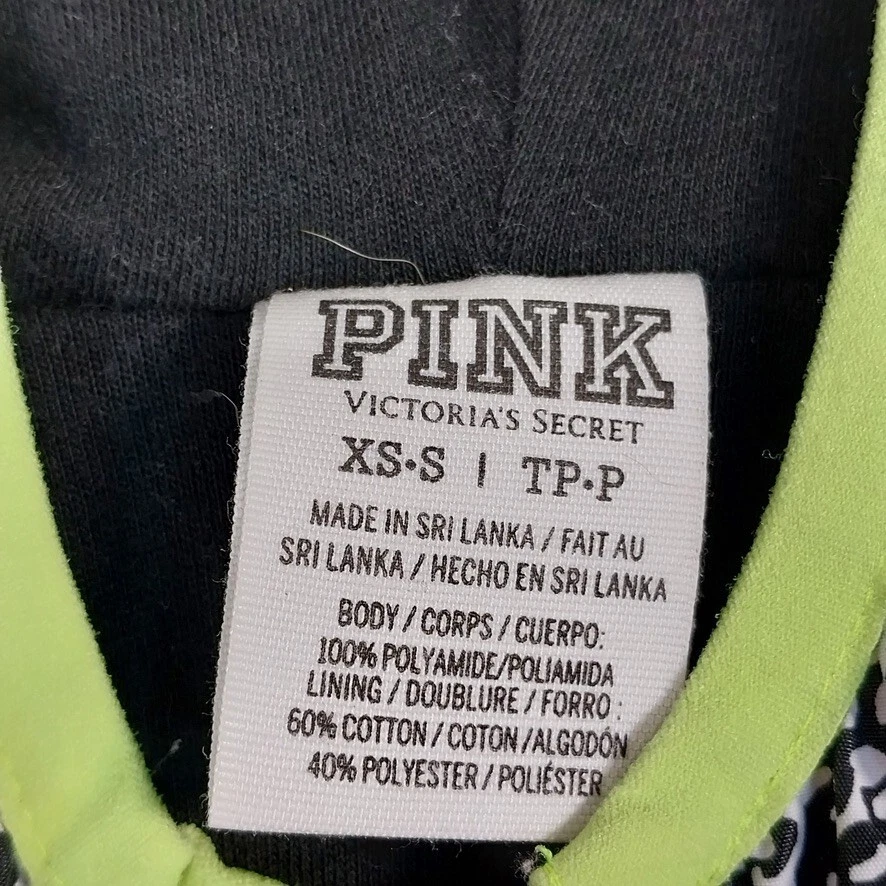 PINK
VICTORIA'S SECRET
XS•S | TP•P
MADE IN SRI LANKA / FAIT AU
SRI LANKA / HECHO EN SRI LANKA
BODY / CORPS / CUERPO:
100% POLYAMIDE/POLIAMIDA
LINING / DOUBLURE / FORRO :
60% COTTON / COTON /ALGODÓN
40% POLYESTER / POLIÉSTER